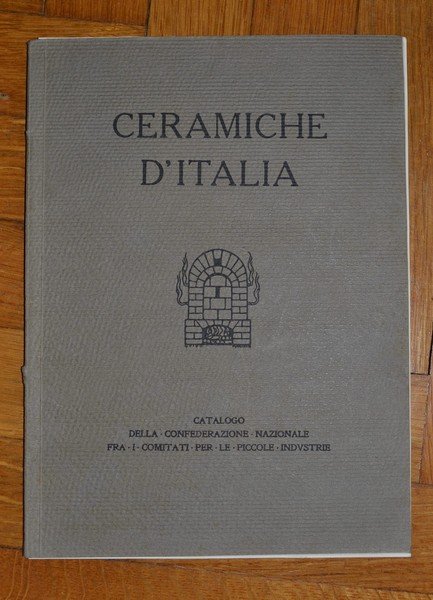 CERAMICHE
D'ITALIA
CATALOGO
DELLA · CONFEDERAZIONE · NAZIONALE
FRA · I · COMITATI · PER · LE · PICCOLE · INDVSTRIE